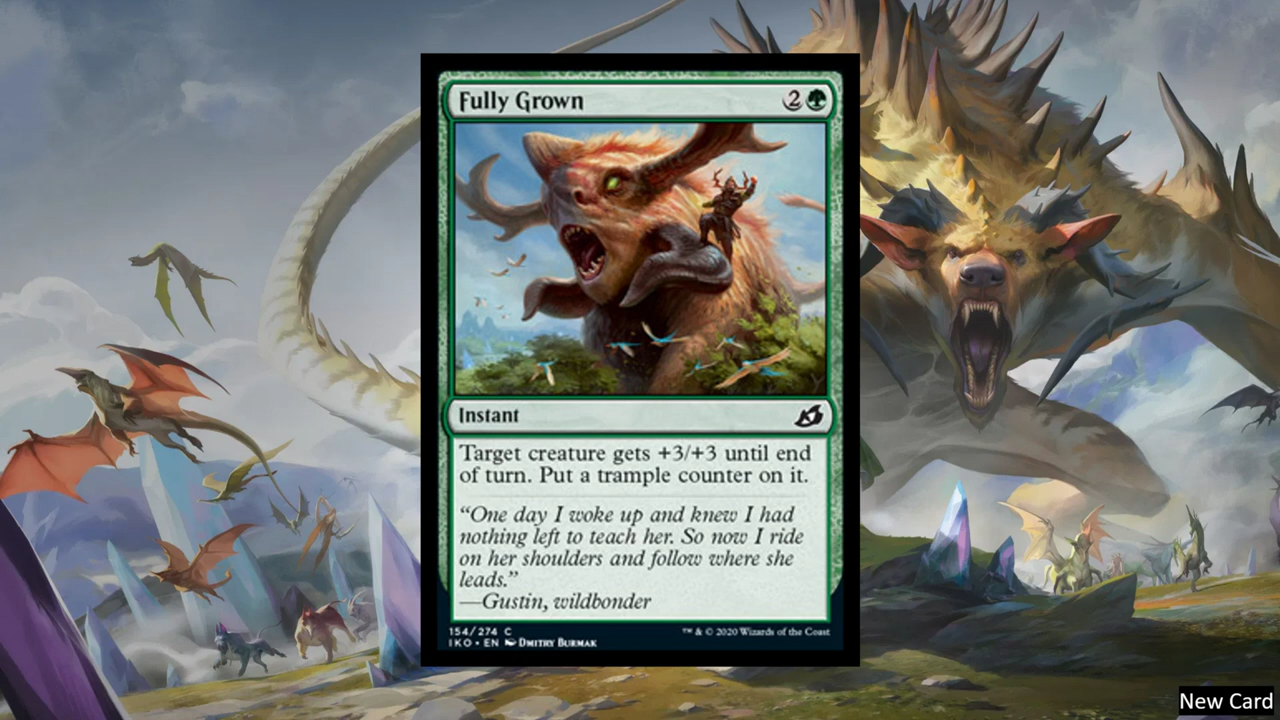 Fully Grown 2
Instant
Target creature gets +3/+3 until end
of turn. Put a trample counter on it.
“One day I woke up and knew I had
nothing left to teach her. So now I ride
on her shoulders and follow where she
leads.”
—Gustin, wildbonder
154/274 C
IKO • EN Dmitry Burmak
™ & © 2020 Wizards of the Coast
New Card